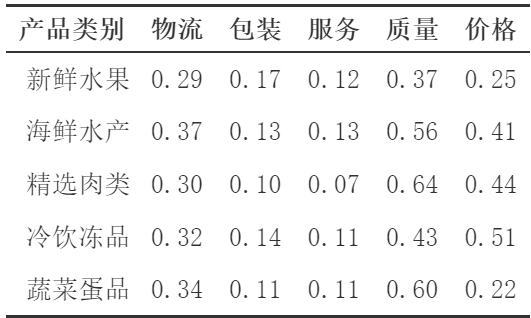 产品类别 物流 包装 服务 质量 价格
新鲜水果 0.29 0.17 0.12 0.37 0.25
海鲜水产 0.37 0.13 0.13 0.56 0.41
精选肉类 0.30 0.10 0.07 0.64 0.44
冷饮冻品 0.32 0.14 0.11 0.43 0.51
蔬菜蛋品 0.34 0.11 0.11 0.60 0.22